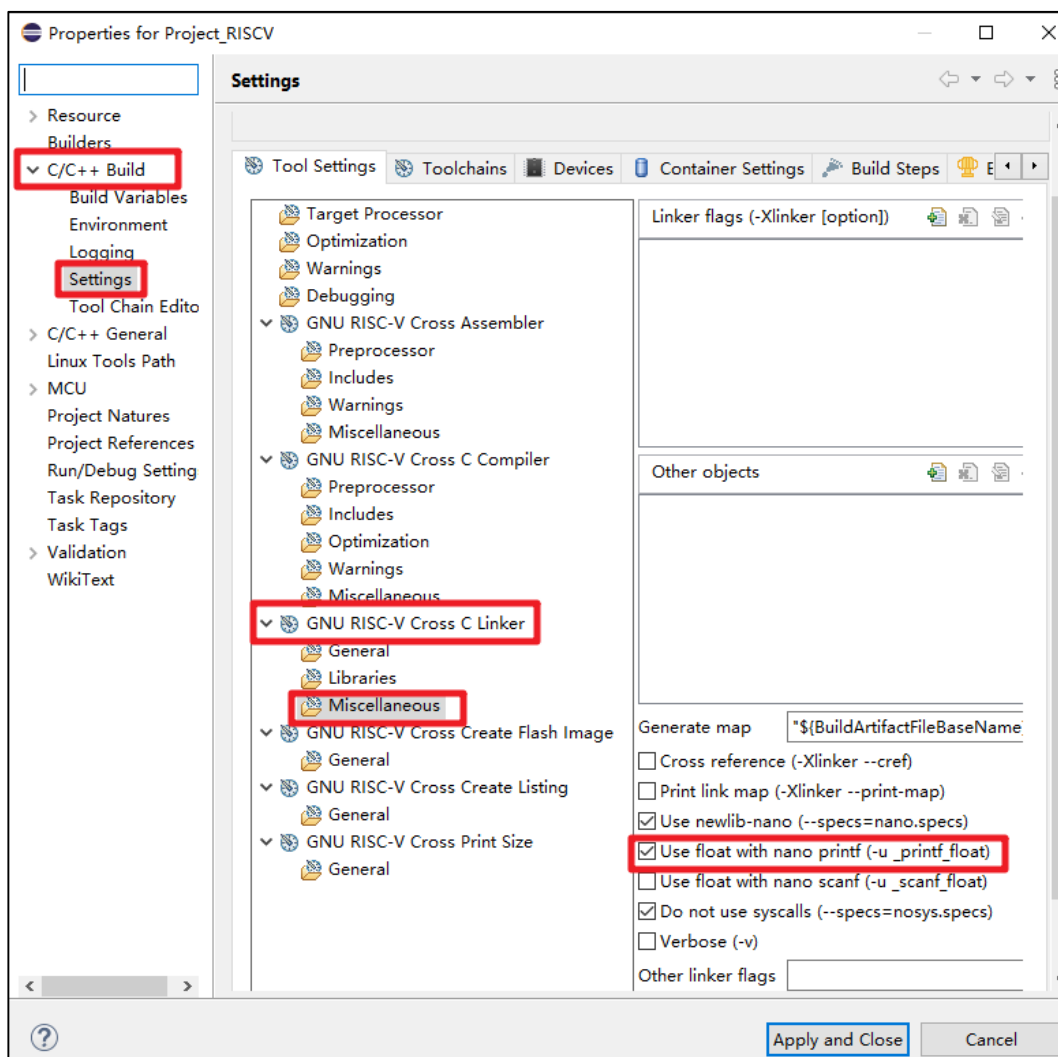 Properties for Project_RISCV
Settings
Resource
Builders
C/C++ Build
Build Variables
Environment
Logging
Settings
Tool Chain Edito
C/C++ General
Linux Tools Path
MCU
Project Natures
Project References
Run/Debug Setting
Task Repository
Task Tags
Validation
WikiText
Tool Settings Toolchains Devices Container Settings Build Steps E
Target Processor
Optimization
Warnings
Debugging
GNU RISC-V Cross Assembler
Preprocessor
Includes
Warnings
Miscellaneous
GNU RISC-V Cross C Compiler
Preprocessor
Includes
Optimization
Warnings
Miscellaneous
GNU RISC-V Cross C Linker
General
Libraries
Miscellaneous
GNU RISC-V Cross Create Flash Image
General
GNU RISC-V Cross Create Listing
General
GNU RISC-V Cross Print Size
General
Linker flags (-Xlinker [option])
Other objects
Generate map "${BuildArtifactFileBaseName}
Cross reference (-Xlinker --cref)
Print link map (-Xlinker --print-map)
Use newlib-nano (--specs=nano.specs)
Use float with nano printf (-u _printf_float)
Use float with nano scanf (-u _scanf_float)
Do not use syscalls (--specs=nosys.specs)
Verbose (-v)
Other linker flags
Apply and Close Cancel